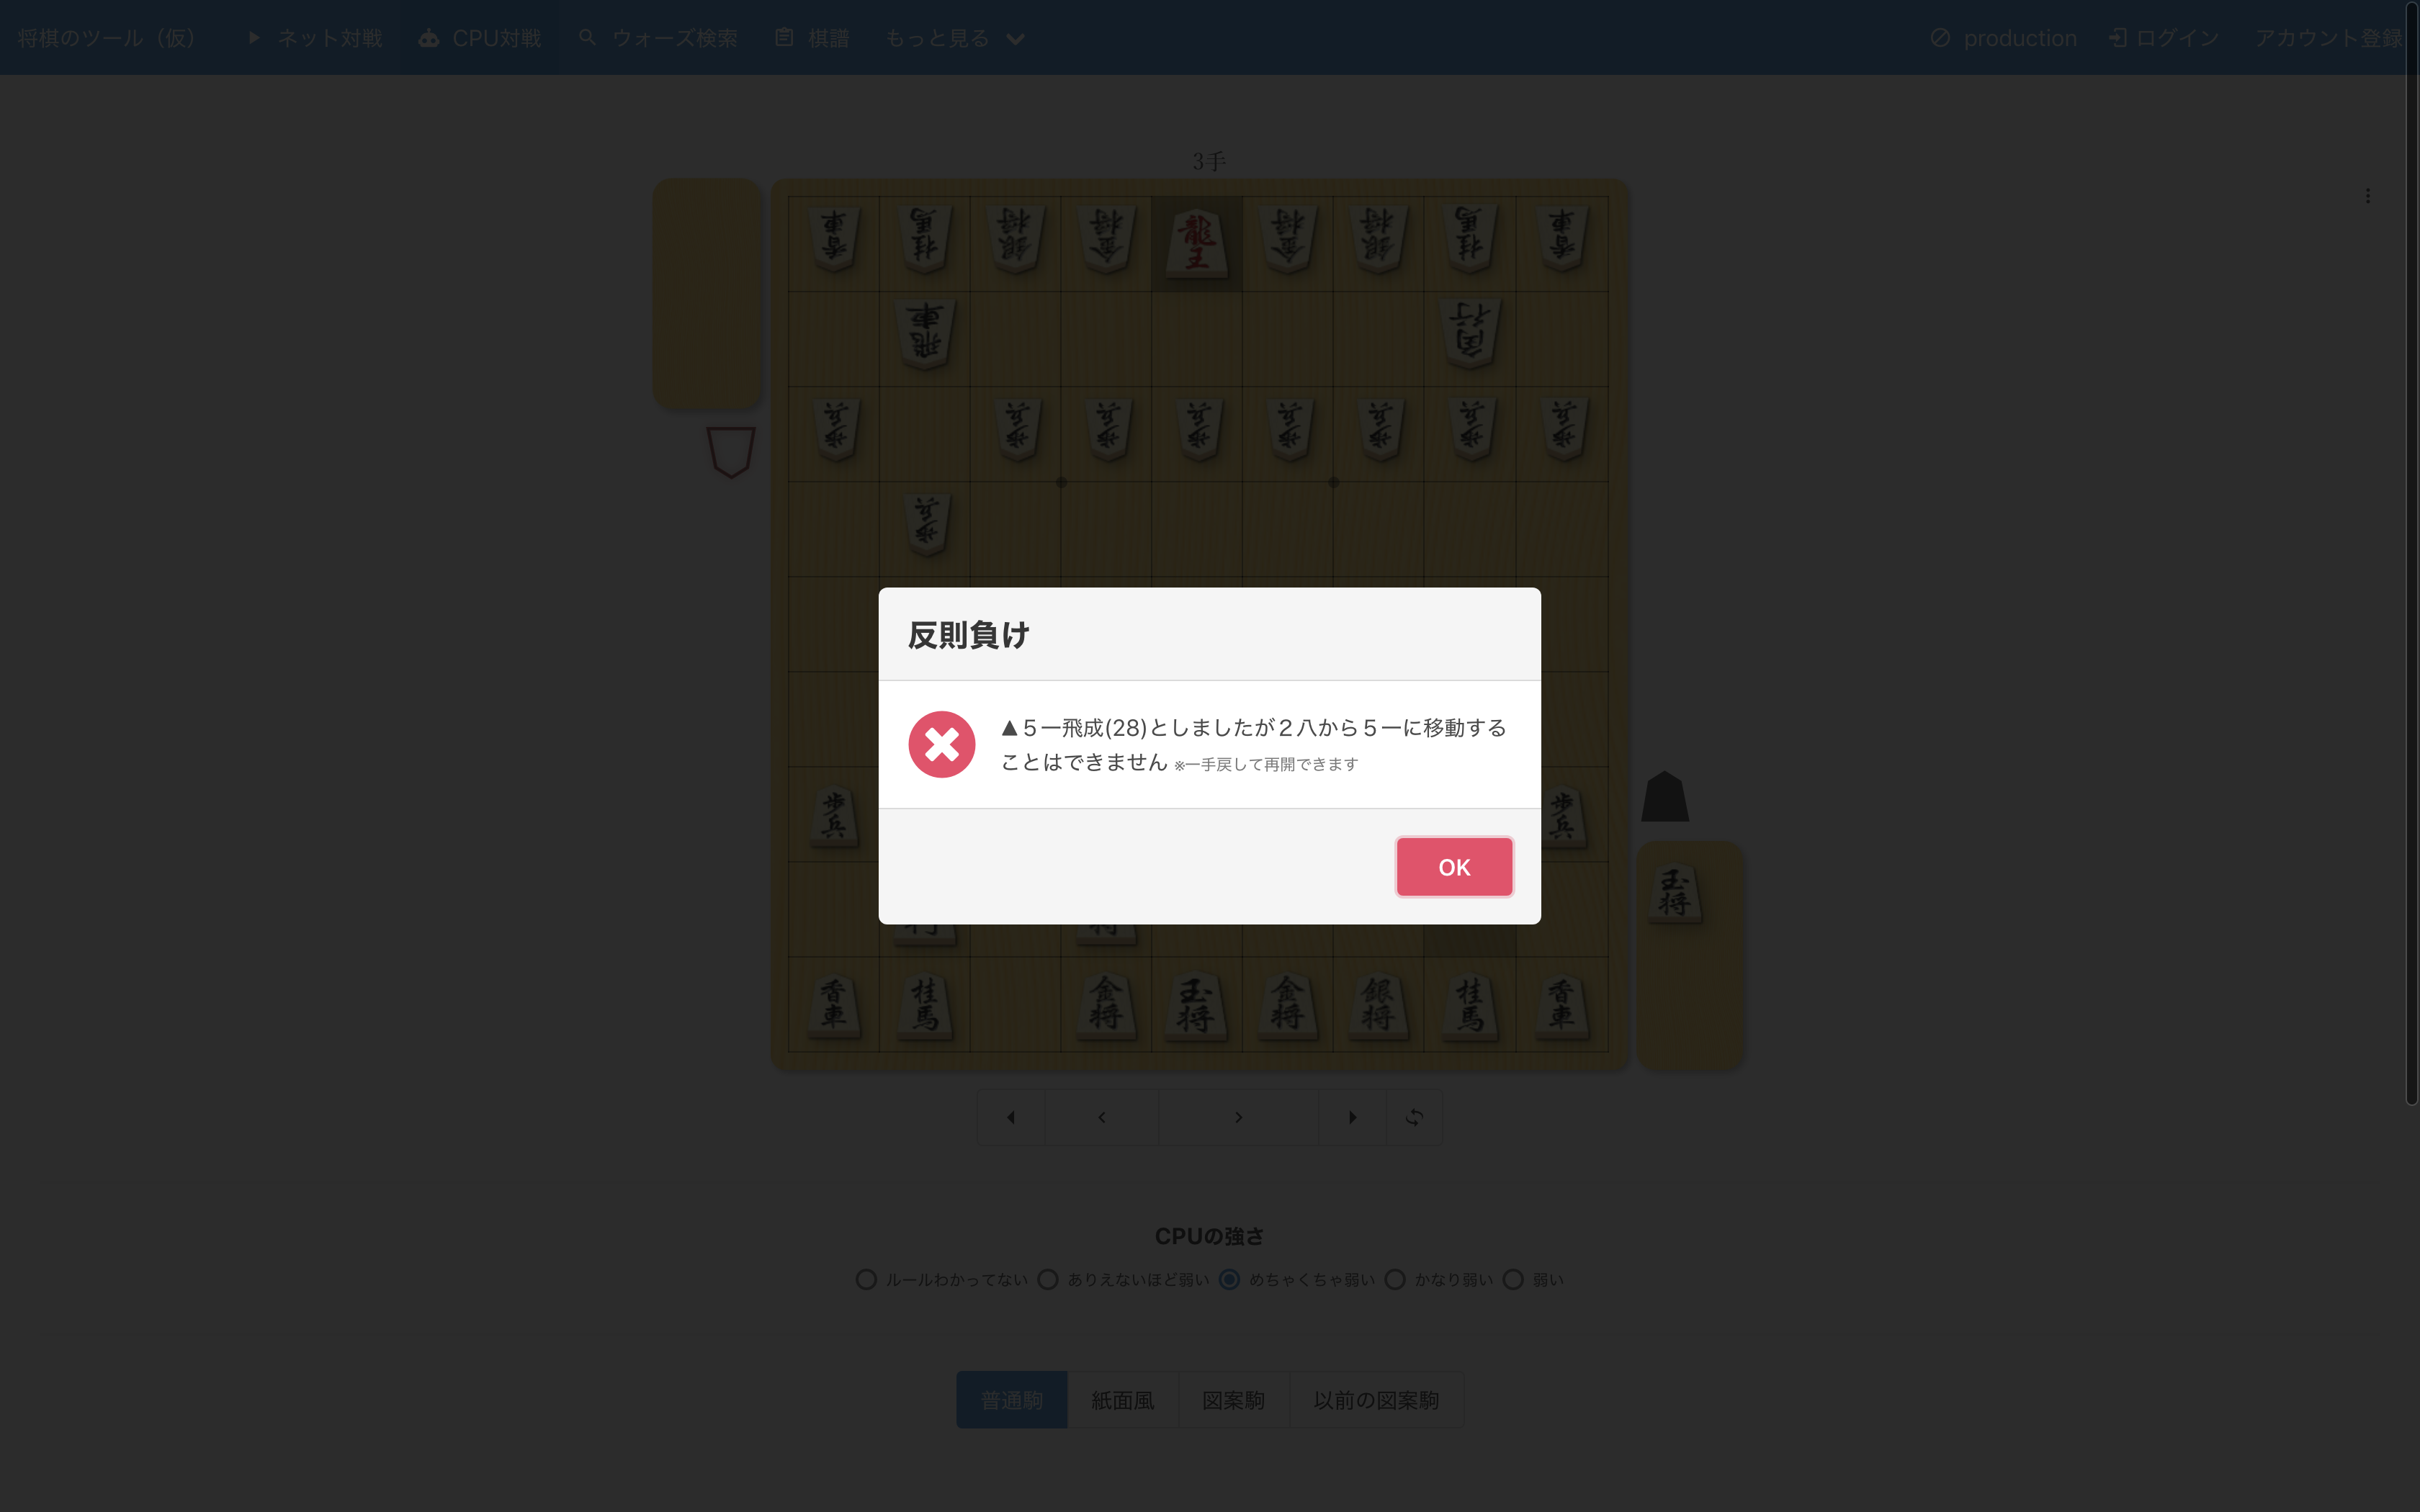 将棋のツール（仮） ネット対戦 CPU対戦 ウォーズ検索 棋譜 もっと見る production ログイン アカウント登録
3手
香車 桂馬 銀将 金将 龍王 金将 銀将 桂馬 香車
飛車 角行
歩兵 歩兵 歩兵 歩兵 歩兵 歩兵 歩兵 歩兵
歩兵
反則負け
▲５一飛成(28)としましたが２八から５一に移動する
ことはできません ※一手戻して再開できます
OK
歩兵 歩兵
玉将
香車 桂馬 金将 玉将 金将 銀将 桂馬 香車
CPUの強さ
ルールわかってない ありえないほど弱い めちゃくちゃ弱い かなり弱い 弱い
普通駒 紙面風 図案駒 以前の図案駒